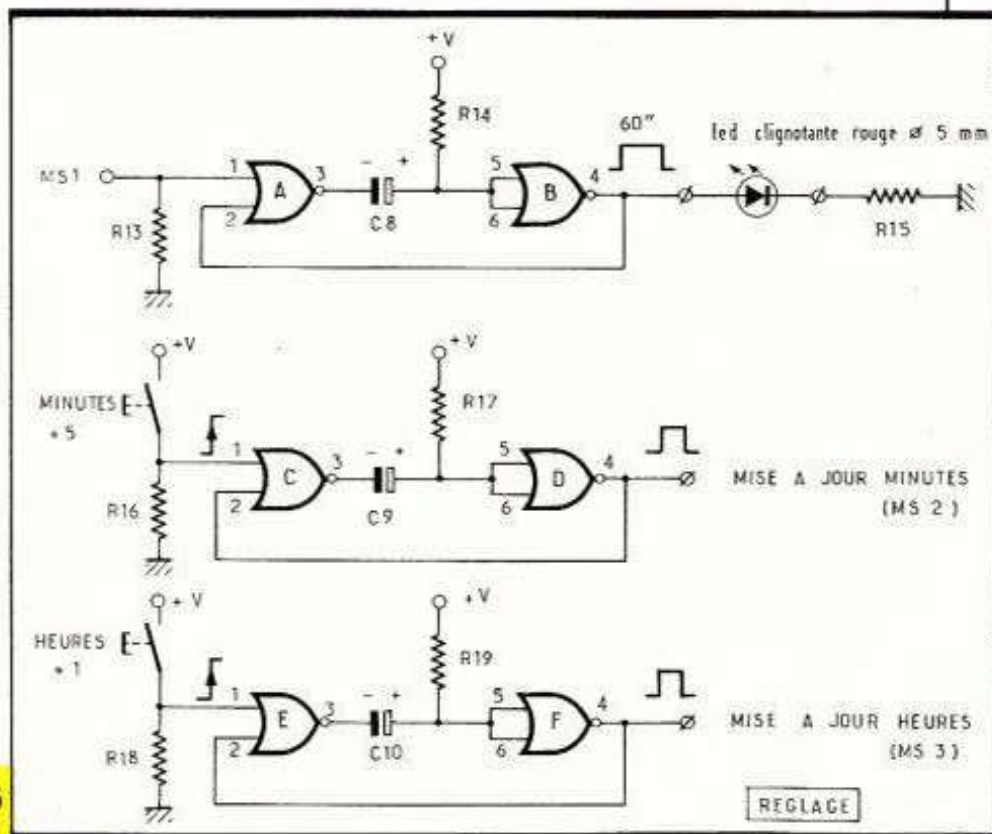 +V
R14
60"
led clignotante rouge ø 5 mm
MS1
1
2
A
3
- +
C8
5
6
B
4
R13
R15
+V
+V
MINUTES
+5
R17
1
2
C
3
- +
C9
5
6
D
4
R16
MISE A JOUR MINUTES
(MS 2)
+V
+V
HEURES
+1
R19
1
2
E
3
- +
C10
5
6
F
4
R18
MISE A JOUR HEURES
(MS 3)
REGLAGE